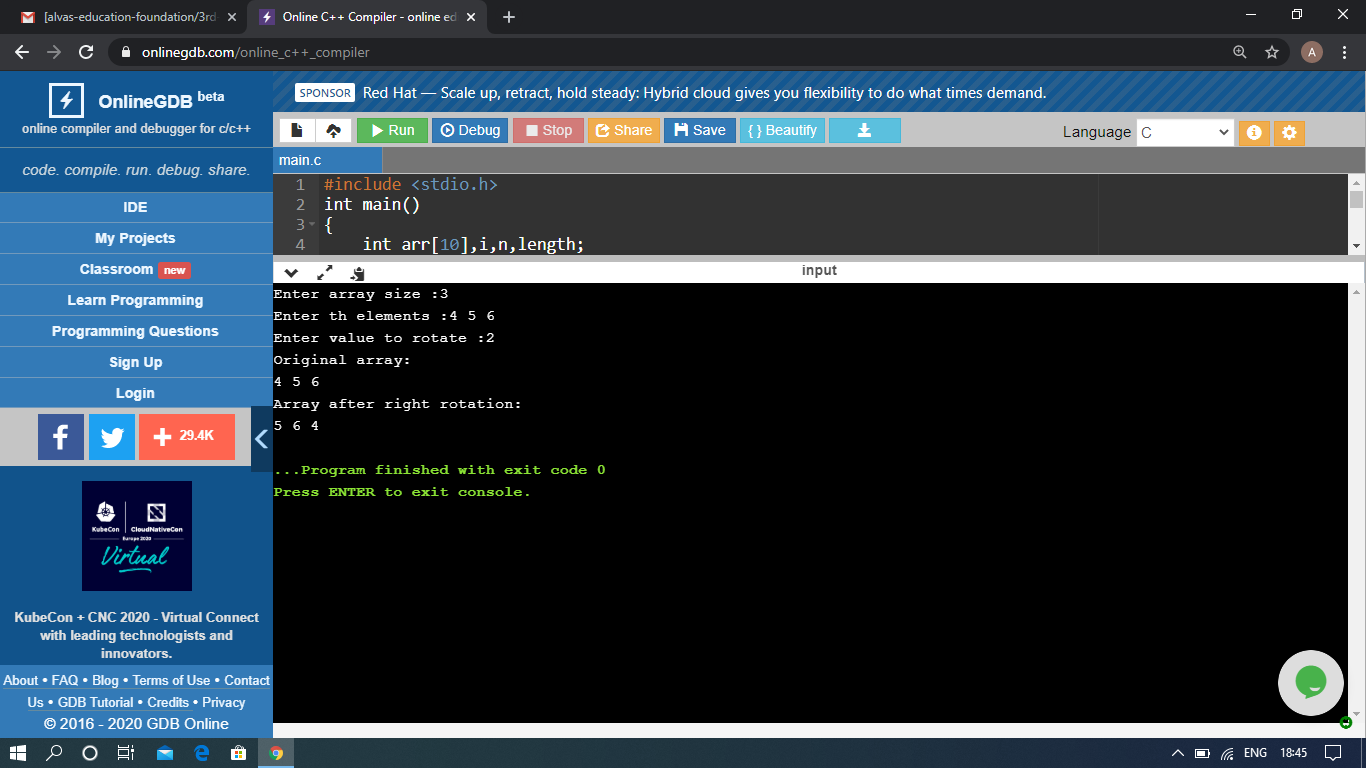 [alvas-education-foundation/3rd
Online C++ Compiler - online ed
onlinegdb.com/online_c++_compiler
A
OnlineGDB beta
online compiler and debugger for c/c++
code. compile. run. debug. share.
IDE
My Projects
Classroom new
Learn Programming
Programming Questions
Sign Up
Login
29.4K
KubeCon CloudNativeCon
Europe 2020
Virtual
KubeCon + CNC 2020 - Virtual Connect
with leading technologists and
innovators.
About • FAQ • Blog • Terms of Use • Contact
Us • GDB Tutorial • Credits • Privacy
© 2016 - 2020 GDB Online
SPONSOR Red Hat — Scale up, retract, hold steady: Hybrid cloud gives you flexibility to do what times demand.
Run Debug Stop Share Save { } Beautify
Language C
main.c
1 #include <stdio.h>
2 int main()
3 {
4 int arr[10],i,n,length;
input
Enter array size :3
Enter th elements :4 5 6
Enter value to rotate :2
Original array:
4 5 6
Array after right rotation:
5 6 4
...Program finished with exit code 0
Press ENTER to exit console.
ENG 18:45